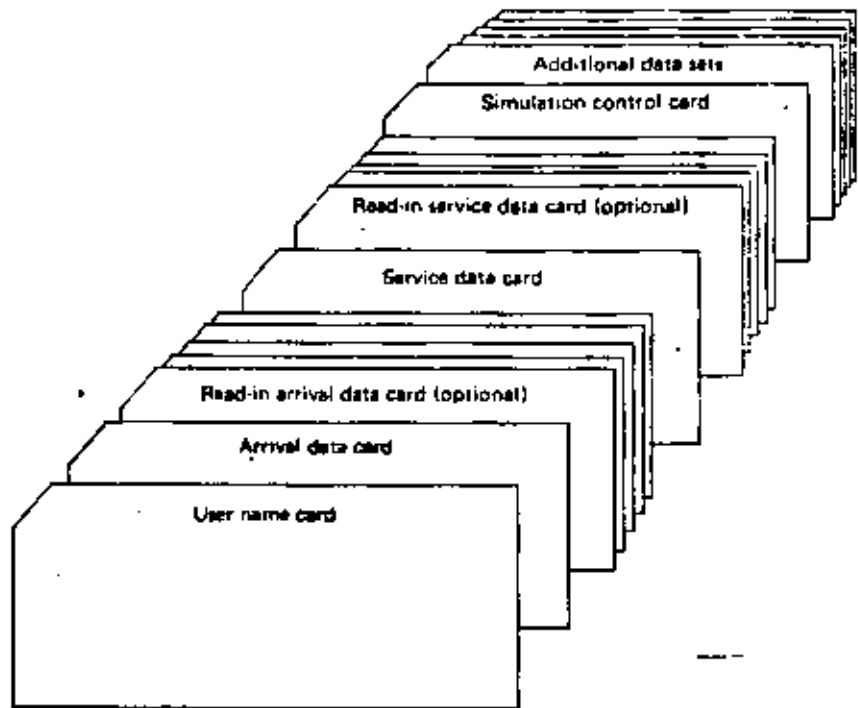 Additional data sets
Simulation control card
Read-in service data card (optional)
Service data card
Read-in arrival data card (optional)
Arrival data card
User name card